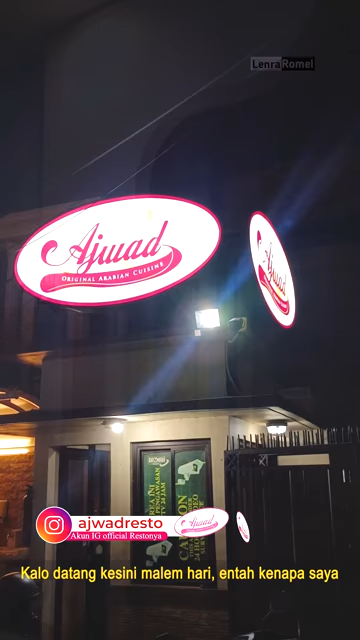 LenraRomel
Ajwad
ORIGINAL ARABIAN CUISINE
Ajwad
CAUTION
ajwadresto
Ajwad
Akun IG official Restonya
Kalo datang kesini malem hari, entah kenapa saya